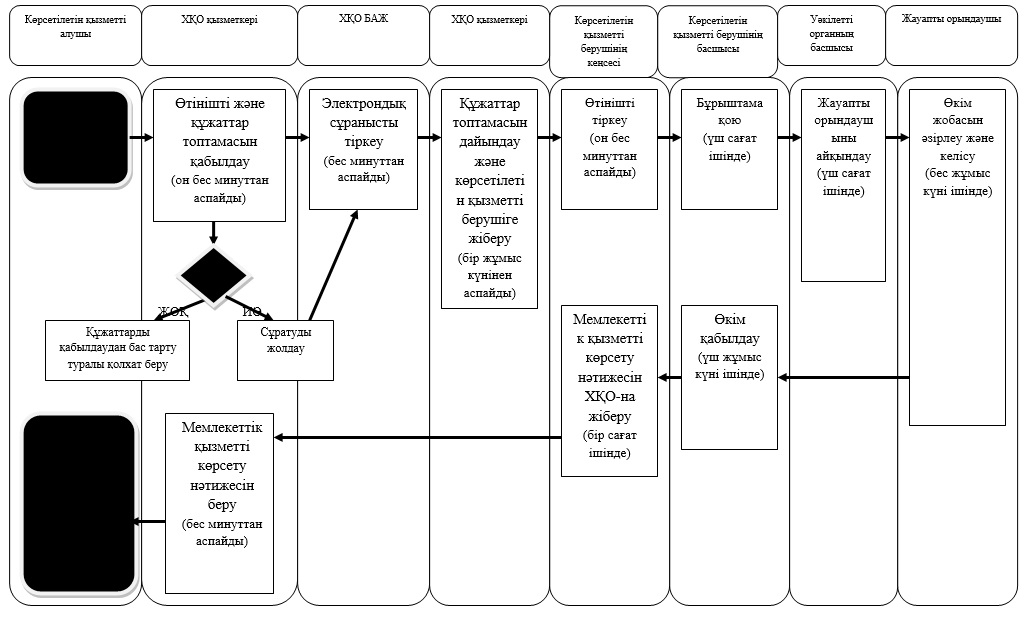 Көрсетілетін қызметті
алушы
ХҚО қызметкері
ХҚО БАЖ
ХҚО қызметкері
Көрсетілетін
қызметті
берушінің
кеңсесі
Көрсетілетін
қызметті берушінің
басшысы
Уәкілетті
органның
басшысы
Жауапты орындаушы
Өтінішті және
құжаттар
топтамасын
қабылдау
(он бес минуттан
аспайды)
Электрондық
сұранысты
тіркеу
(бес минуттан
аспайды)
Құжаттар
топтамасын
дайындау
және
көрсетілеті
н қызметті
берушіге
жіберу
(бір жұмыс
күнінен
аспайды)
Өтінішті
тіркеу
(он бес
минуттан
аспайды)
Бұрыштама
қою
(үш сағат
ішінде)
Жауапты
орындауш
ыны
айқындау
(үш сағат
ішінде)
Өкім
жобасын
әзірлеу және
келісу
(бес жұмыс
күні ішінде)
ЖОҚ
ИӘ
Құжаттарды
қабылдаудан бас тарту
туралы қолхат беру
Сұратуды
жолдау
Мемлекетті
к қызметті
көрсету
нәтижесін
ХҚО-на
жіберу
(бір сағат
ішінде)
Өкім
қабылдау
(үш жұмыс
күні ішінде)
Мемлекеттік
қызметті
көрсету
нәтижесін
беру
(бес минуттан
аспайды)